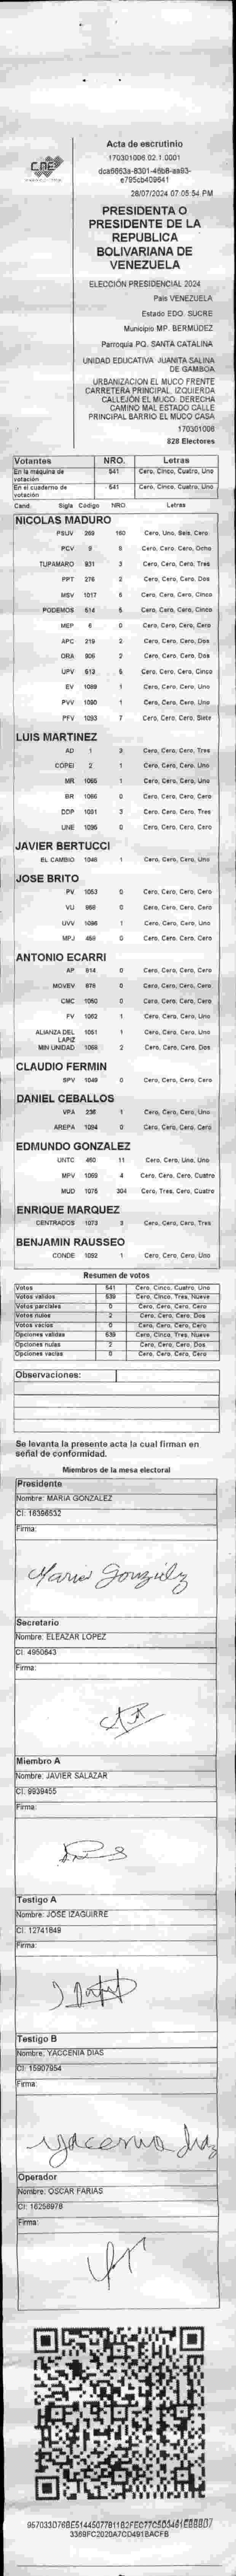 CNE
Acta de escrutinio
170301006.02.1.0001
dca6663a-8301-46b8-aa93-
e795cb409641
28/07/2024 07:05:54 PM
PRESIDENTA O
PRESIDENTE DE LA
REPUBLICA
BOLIVARIANA DE
VENEZUELA
ELECCIÓN PRESIDENCIAL 2024
Pais VENEZUELA
Estado EDO. SUCRE
Municipio MP. BERMUDEZ
Parroquia PQ. SANTA CATALINA
UNIDAD EDUCATIVA JUANITA SALINA
DE GAMBOA
URBANIZACION EL MUCO FRENTE
CARRETERA PRINCIPAL. IZQUIERDA
CALLEJÓN EL MUCO. DERECHA
CAMINO MAL ESTADO CALLE
PRINCIPAL BARRIO EL MUCO CASA
170301006
828 Electores
Votantes NRO. Letras
En la maquina de votación 541 Cero, Cinco, Cuatro, Uno
En el cuaderno de votación 541 Cero, Cinco, Cuatro, Uno
Cand. Sigla Código NRO. Letras
NICOLAS MADURO
PSUV 269 160 Cero, Uno, Seis, Cero
PCV 9 8 Cero, Cero, Cero, Ocho
TUPAMARO 931 3 Cero, Cero, Cero, Tres
PPT 276 2 Cero, Cero, Cero, Dos
MSV 1017 5 Cero, Cero, Cero, Cinco
PODEMOS 514 5 Cero, Cero, Cero, Cinco
MEP 6 0 Cero, Cero, Cero, Cero
APC 219 2 Cero, Cero, Cero, Dos
ORA 906 2 Cero, Cero, Cero, Dos
UPV 613 5 Cero, Cero, Cero, Cinco
EV 1089 1 Cero, Cero, Cero, Uno
PVV 1090 1 Cero, Cero, Cero, Uno
PFV 1093 7 Cero, Cero, Cero, Siete
LUIS MARTINEZ
AD 1 3 Cero, Cero, Cero, Tres
COPEI 2 1 Cero, Cero, Cero, Uno
MR 1065 1 Cero, Cero, Cero, Uno
BR 1086 0 Cero, Cero, Cero, Cero
DDP 1091 3 Cero, Cero, Cero, Tres
UNE 1095 0 Cero, Cero, Cero, Cero
JAVIER BERTUCCI
EL CAMBIO 1046 1 Cero, Cero, Cero, Uno
JOSE BRITO
PV 1053 0 Cero, Cero, Cero, Cero
VU 968 0 Cero, Cero, Cero, Cero
UVV 1096 1 Cero, Cero, Cero, Uno
MPJ 458 0 Cero, Cero, Cero, Cero
ANTONIO ECARRI
AP 914 0 Cero, Cero, Cero, Cero
MOVEV 979 0 Cero, Cero, Cero, Cero
CMC 1050 0 Cero, Cero, Cero, Cero
FV 1062 1 Cero, Cero, Cero, Uno
ALIANZA DEL LAPIZ 1051 1 Cero, Cero, Cero, Uno
MIN UNIDAD 1068 2 Cero, Cero, Cero, Dos
CLAUDIO FERMIN
SPV 1049 0 Cero, Cero, Cero, Cero
DANIEL CEBALLOS
VPA 236 1 Cero, Cero, Cero, Uno
AREPA 1094 0 Cero, Cero, Cero, Cero
EDMUNDO GONZALEZ
UNTC 460 11 Cero, Cero, Uno, Uno
MPV 1069 4 Cero, Cero, Cero, Cuatro
MUD 1075 304 Cero, Tres, Cero, Cuatro
ENRIQUE MARQUEZ
CENTRADOS 1073 3 Cero, Cero, Cero, Tres
BENJAMIN RAUSSEO
CONDE 1092 1 Cero, Cero, Cero, Uno
Resumen de votos
Votos 541 Cero, Cinco, Cuatro, Uno
Votos validos 539 Cero, Cinco, Tres, Nueve
Votos parciales 0 Cero, Cero, Cero, Cero
Votos nulos 2 Cero, Cero, Cero, Dos
Votos vacios 0 Cero, Cero, Cero, Cero
Opciones validas 539 Cero, Cinco, Tres, Nueve
Opciones nulas 2 Cero, Cero, Cero, Dos
Opciones vacias 0 Cero, Cero, Cero, Cero
Observaciones:
Se levanta la presente acta la cual firman en
señal de conformidad.
Miembros de la mesa electoral
Presidente
Nombre: MARIA GONZALEZ
CI: 16396532
Firma:
Maria González
Secretario
Nombre: ELEAZAR LOPEZ
CI: 4950643
Firma:
Miembro A
Nombre: JAVIER SALAZAR
CI: 9939455
Firma:
Testigo A
Nombre: JOSE IZAGUIRRE
CI: 12741849
Firma:
Testigo B
Nombre: YACCENIA DIAS
CI: 15907954
Firma:
Operador
Nombre: OSCAR FARIAS
CI: 16256978
Firma: